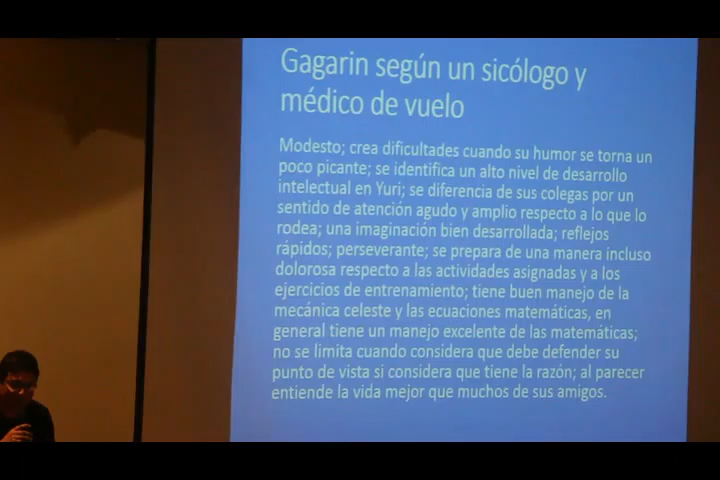 Gagarin según un sicólogo y
médico de vuelo
Modesto; crea dificultades cuando su humor se torna un
poco picante; se identifica un alto nivel de desarrollo
intelectual en Yuri; se diferencia de sus colegas por un
sentido de atención agudo y amplio respecto a lo que lo
rodea; una imaginación bien desarrollada; reflejos
rápidos; perseverante; se prepara de una manera incluso
dolorosa respecto a las actividades asignadas y a los
ejercicios de entrenamiento; tiene buen manejo de la
mecánica celeste y las ecuaciones matemáticas, en
general tiene un manejo excelente de las matemáticas;
no se limita cuando considera que debe defender su
punto de vista si considera que tiene la razón; al parecer
entiende la vida mejor que muchos de sus amigos.